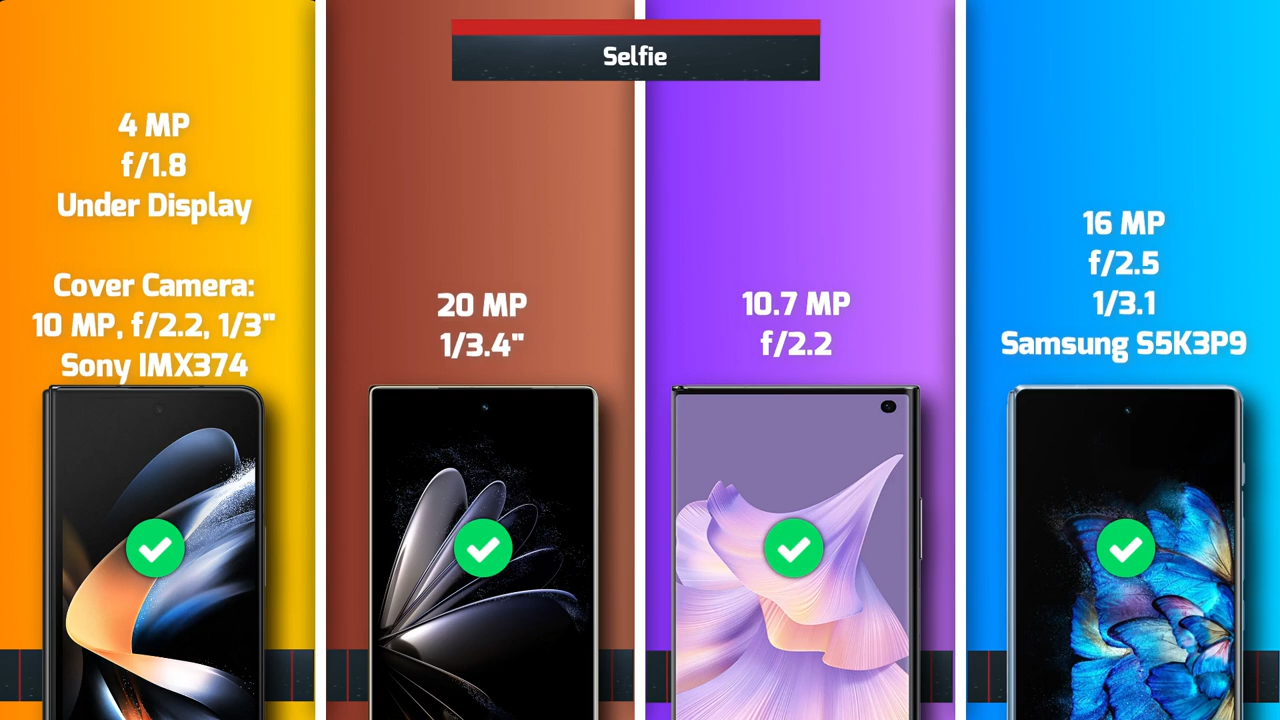 Selfie
4 MP
f/1.8
Under Display
Cover Camera:
10 MP, f/2.2, 1/3"
Sony IMX374
20 MP
1/3.4"
10.7 MP
f/2.2
16 MP
f/2.5
1/3.1
Samsung S5K3P9